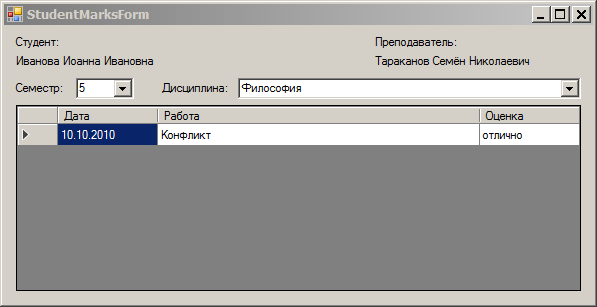 StudentMarksForm
Студент: Преподаватель:
Иванова Иоанна Ивановна Тараканов Семён Николаевич
Семестр: 5 Дисциплина: Философия
Дата Работа Оценка
10.10.2010 Конфликт отлично